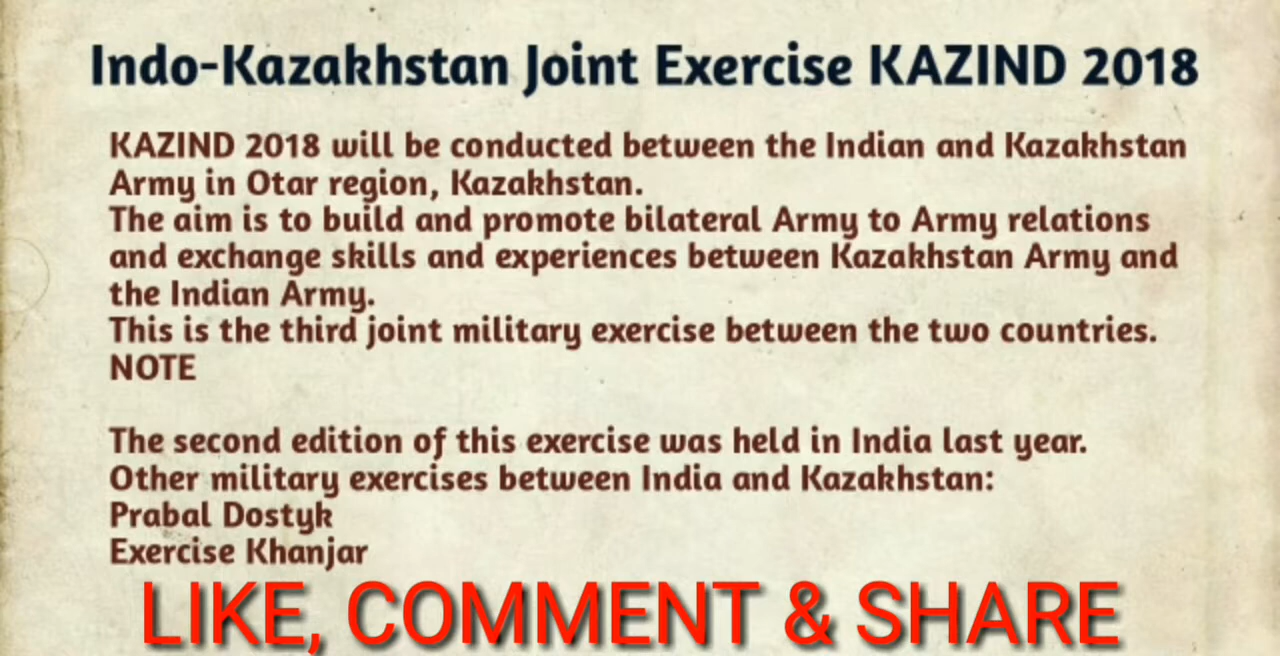 Indo-Kazakhstan Joint Exercise KAZIND 2018
KAZIND 2018 will be conducted between the Indian and Kazakhstan
Army in Otar region, Kazakhstan.
The aim is to build and promote bilateral Army to Army relations
and exchange skills and experiences between Kazakhstan Army and
the Indian Army.
This is the third joint military exercise between the two countries.
NOTE
The second edition of this exercise was held in India last year.
Other military exercises between India and Kazakhstan:
Prabal Dostyk
Exercise Khanjar
LIKE, COMMENT & SHARE